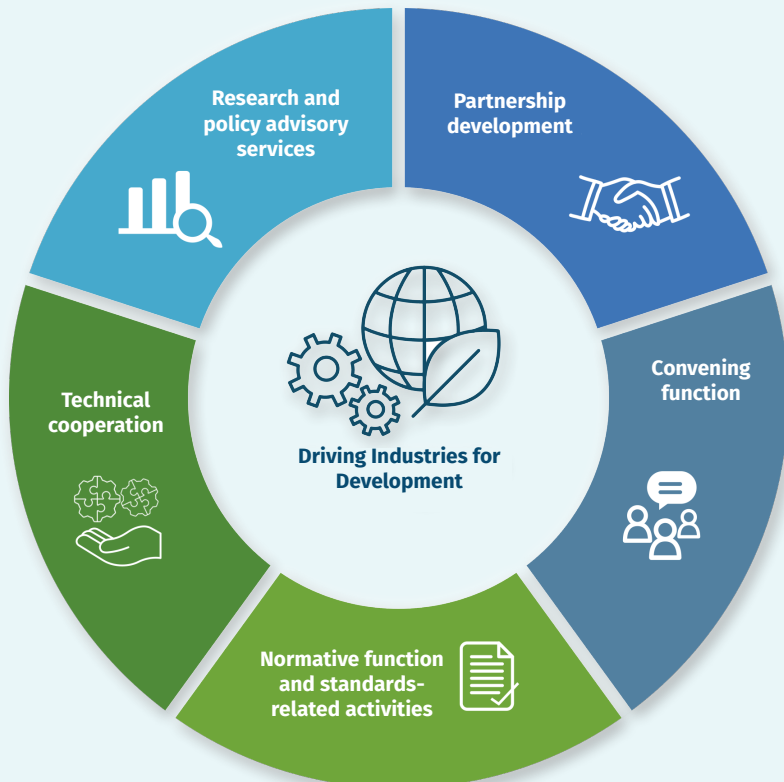 Research and
policy advisory
services
Partnership
development
Convening
function
Technical
cooperation
Driving Industries for
Development
Normative function
and standards-
related activities